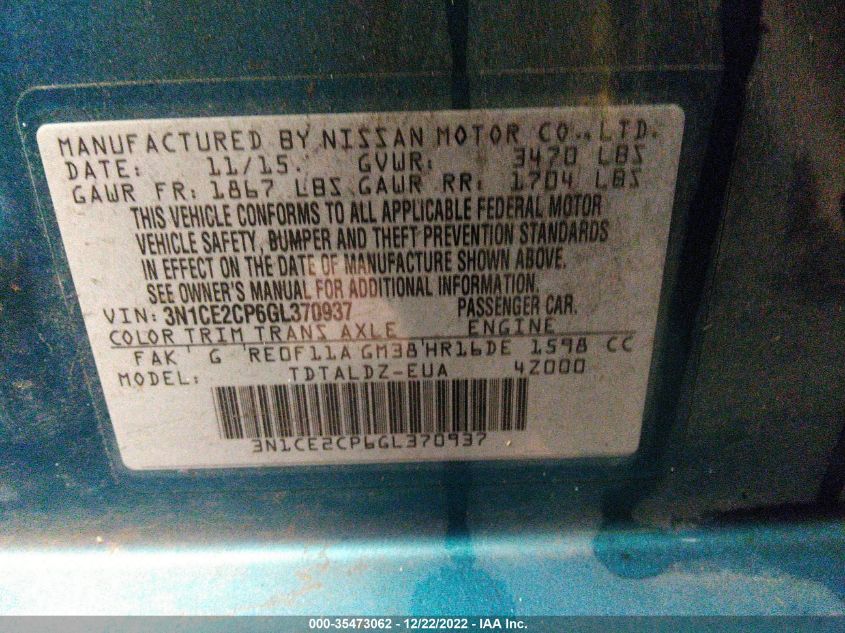 MANUFACTURED BY NISSAN MOTOR CO., LTD.
DATE: 11/15. GVWR: 3470 LBS
GAWR FR: 1867 LBS GAWR RR: 1704 LBS
THIS VEHICLE CONFORMS TO ALL APPLICABLE FEDERAL MOTOR
VEHICLE SAFETY, BUMPER AND THEFT PREVENTION STANDARDS
IN EFFECT ON THE DATE OF MANUFACTURE SHOWN ABOVE.
SEE OWNER'S MANUAL FOR ADDITIONAL INFORMATION.
VIN: 3N1CE2CP6GL370937 PASSENGER CAR.
COLOR TRIM TRANS AXLE ENGINE
FAK G RE0F11A GM38 HR16DE 1598 CC
MODEL: TDTALDZ-EUA 4Z000
3N1CE2CP6GL370937
000-35473062 - 12/22/2022 - IAA Inc.